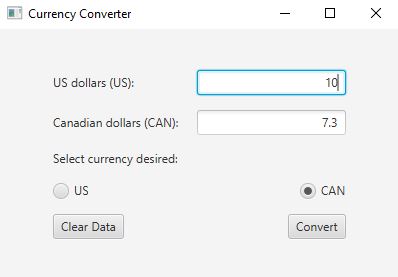 Currency Converter
US dollars (US): 10
Canadian dollars (CAN): 7.3
Select currency desired:
US CAN
Clear Data Convert